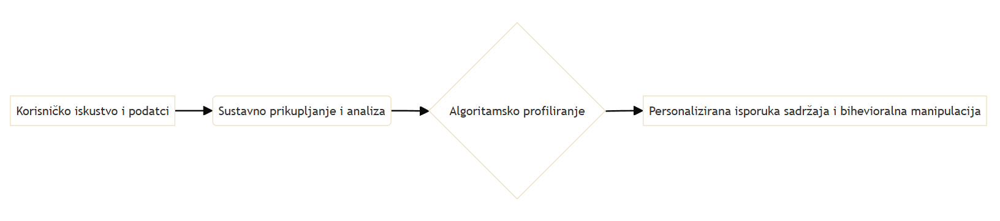 Korisničko iskustvo i podatci
Sustavno prikupljanje i analiza
Algoritamsko profiliranje
Personalizirana isporuka sadržaja i bihevioralna manipulacija